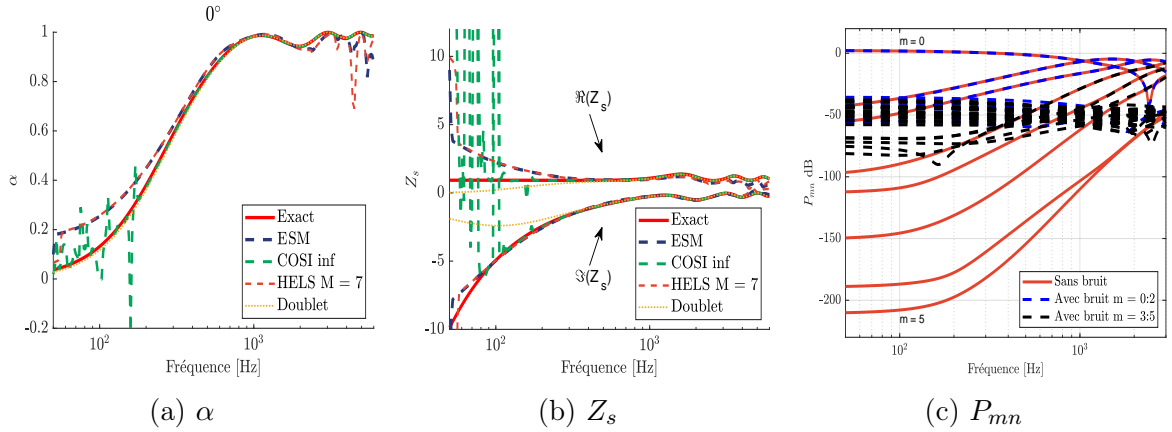 0°
1
0.8
0.6
0.4
0.2
0
-0.2
α
10² 10³
Fréquence [Hz]
Exact
ESM
COSI inf
HELS M = 7
Doublet
(a) α
10
5
0
-5
-10
Z_s
ℜ(Z_s)
ℑ(Z_s)
10² 10³
Fréquence [Hz]
Exact
ESM
COSI inf
HELS M = 7
Doublet
(b) Z_s
0
-50
-100
-150
-200
P_mn dB
m = 0
m = 5
10² 10³
Fréquence [Hz]
Sans bruit
Avec bruit m = 0:2
Avec bruit m = 3:5
(c) P_mn